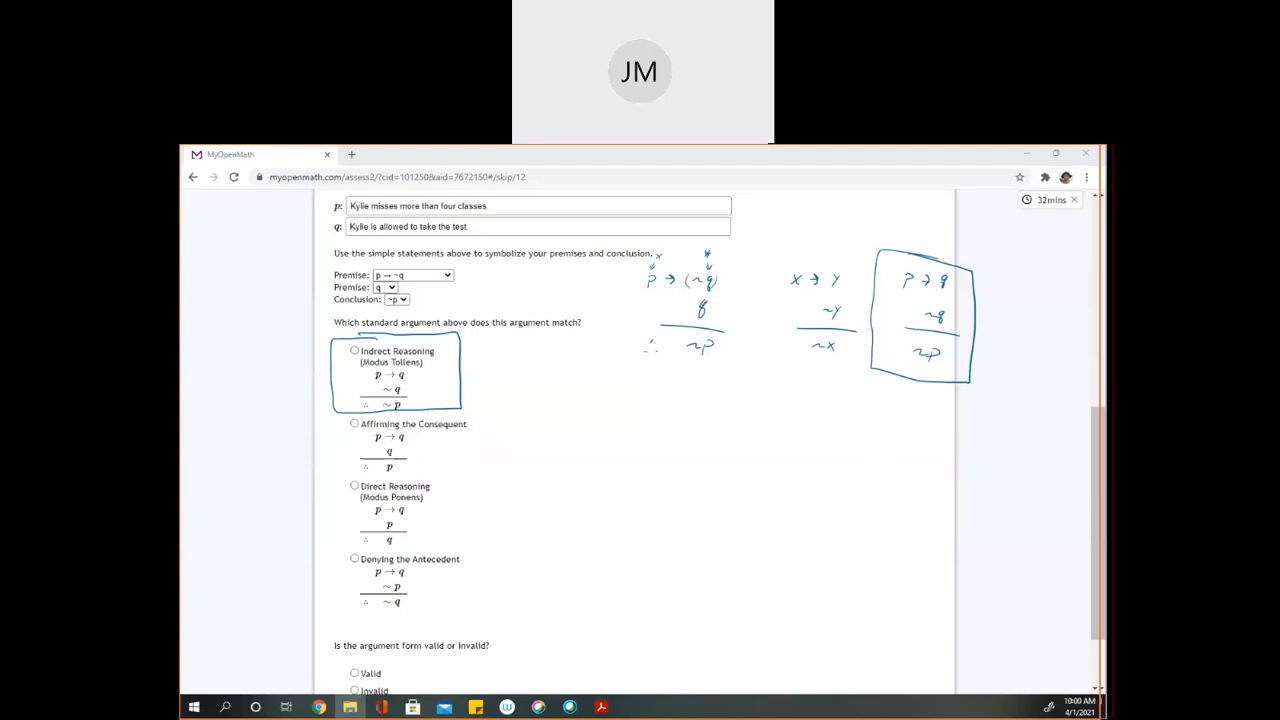 JM
MyOpenMath
myopenmath.com/assess2/?cid=101250&aid=7672150#/skip/12
32mins
p: Kylie misses more than four classes.
q: Kylie is allowed to take the test.
Use the simple statements above to symbolize your premises and conclusion.
Premise: p → ~q
Premise: q
Conclusion: ~p
x y
p → (~q)
q
∴ ~p
x → y
~y
~x
p → q
~q
~p
Which standard argument above does this argument match?
Indrect Reasoning
(Modus Tollens)
p → q
~ q
∴ ~ p
Affirming the Consequent
p → q
q
∴ p
Direct Reasoning
(Modus Ponens)
p → q
p
∴ q
Denying the Antecedent
p → q
~ p
∴ ~ q
Is the argument form valid or invalid?
Valid
Invalid
10:00 AM
4/1/2021